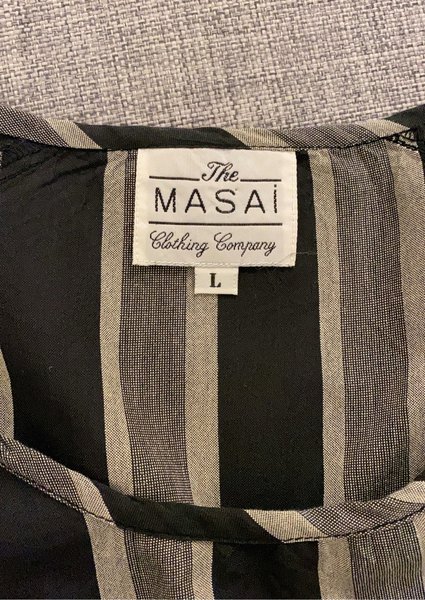 The
MASAi
Clothing Company
L